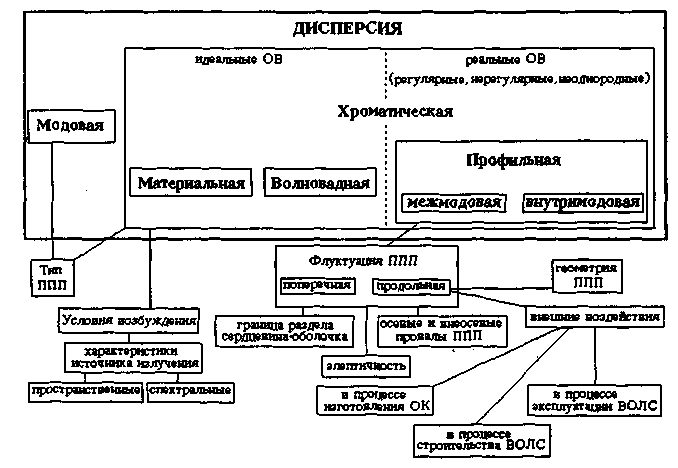 ДИСПЕРСИЯ
идеальные ОВ
реальные ОВ
(регулярные, нерегулярные, неоднородные)
Хроматическая
Модовая
Профильная
Материальная
Волноводная
межмодовая
внутримодовая
Тип
ППП
Флуктуация ППП
поперечная
продольная
геометрия
ППП
Условия возбуждения
граница раздела
сердцевина-оболочка
осевые и внеосевые
провалы ППП
внешние воздействия
характеристики
источника излучения
элептичность
пространственные
спектральные
в процессе
изготовления ОК
в процессе
эксплуатации ВОЛС
в процессе
строительства ВОЛС